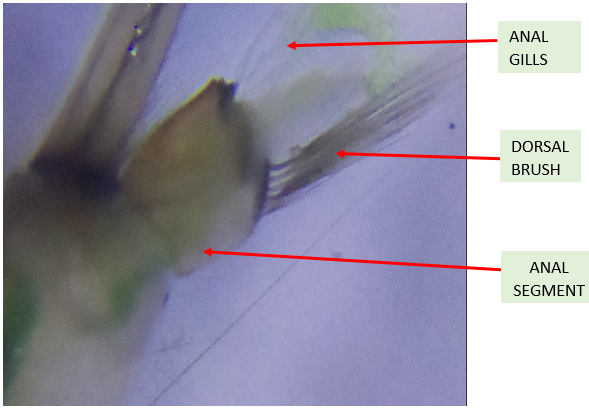 ANAL
GILLS
DORSAL
BRUSH
ANAL
SEGMENT